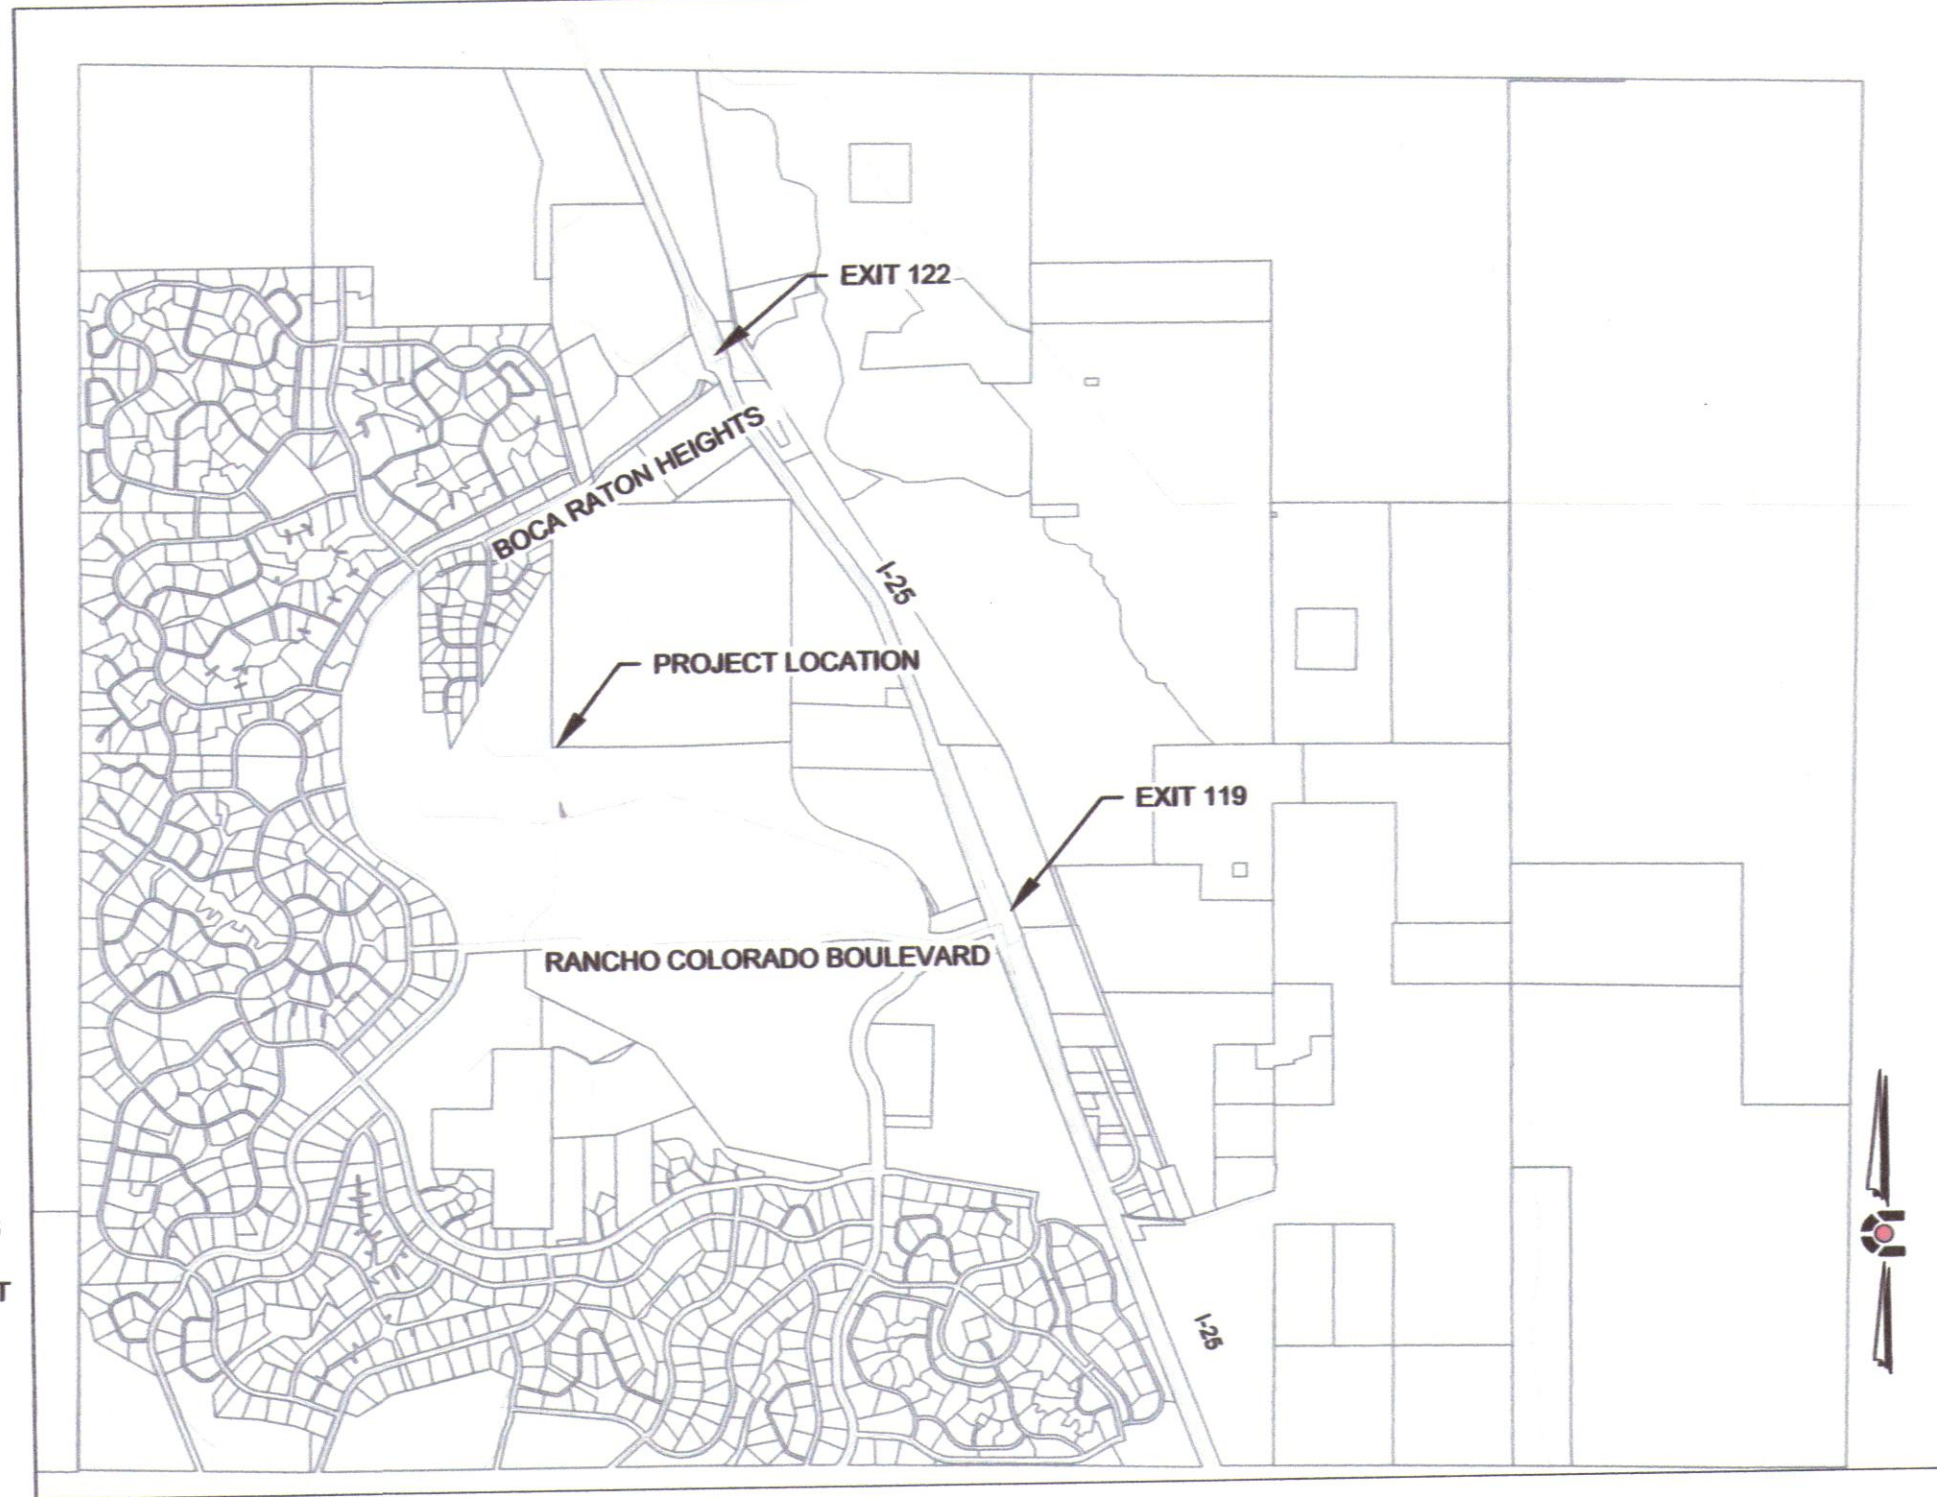 EXIT 122
BOCA RATON HEIGHTS
I-25
PROJECT LOCATION
EXIT 119
RANCHO COLORADO BOULEVARD
I-25